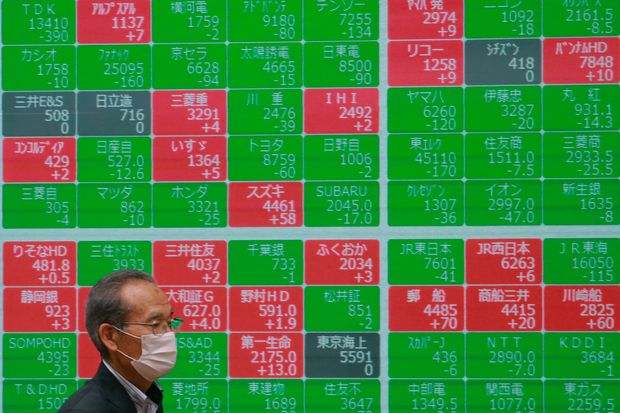 TDK
13410
-390
ｱﾙﾌﾟｽｱﾙ
1137
+7
横河電
1759
-2
ｱﾄﾞﾊﾞﾝﾃ
9180
-80
デンソー
7255
-134
ヤマハ発
2974
+9
ニコン
1092
-18
ｵﾘﾝﾊﾟｽ
2161.5
-8.5
カシオ
1758
-10
ﾌｧﾅｯｸ
25095
-160
京セラ
6628
-94
太陽誘電
4665
-15
日東電
8500
-90
リコー
1258
+9
ｼﾁｽﾞﾝ
418
0
ﾊﾞﾝﾅﾑHD
7848
+10
三井E&S
508
0
日立造
716
0
三菱重
3291
+4
川 重
2476
-39
I H I
2492
+2
ヤマハ
6260
-120
伊藤忠
3287
-20
丸 紅
931.1
-14.3
ｺﾝｺﾙﾃﾞｨｱ
429
+2
日産自
527.0
-12.6
いすゞ
1364
+5
トヨタ
8759
-60
日野自
1006
-2
東エレク
45110
-170
住友商
1511.0
-7.5
三菱商
2933.5
-25.5
三菱自
305
-4
マツダ
862
-10
ホンダ
3321
-25
スズキ
4461
+58
SUBARU
2045.0
-17.0
ｸﾚｾｿﾞﾝ
1307
-36
イオン
2997.0
-47.0
新生銀
1635
-8
りそなHD
481.8
+0.5
三住トラスト
3933
三井住友
4037
+2
千葉銀
733
-1
ふくおか
2034
+3
JR東日本
7601
-41
JR西日本
6263
+6
JR東海
16050
-115
静岡銀
923
+3
大和証G
627.0
+4.0
野村HD
591.0
+1.9
松井証
851
-2
郵 船
4485
+70
商船三井
4415
+20
川崎船
2825
+60
SOMPOHD
4395
-23
S&AD
3344
-25
第一生命
2175.0
+13.0
東京海上
5591
0
ｽｶﾊﾟｰJ
436
-6
NTT
2890.0
-7.0
KDDI
3684
-1
T&DHD
菱地所
1799.0
東建物
1689
住友不
3647
中部電
1349.5
関西電
1077.0
東ガス
2259.5